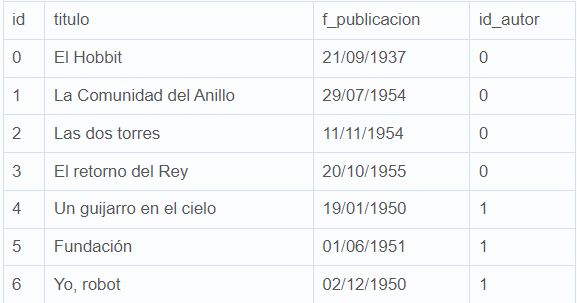 id titulo f_publicacion id_autor
0 El Hobbit 21/09/1937 0
1 La Comunidad del Anillo 29/07/1954 0
2 Las dos torres 11/11/1954 0
3 El retorno del Rey 20/10/1955 0
4 Un guijarro en el cielo 19/01/1950 1
5 Fundación 01/06/1951 1
6 Yo, robot 02/12/1950 1